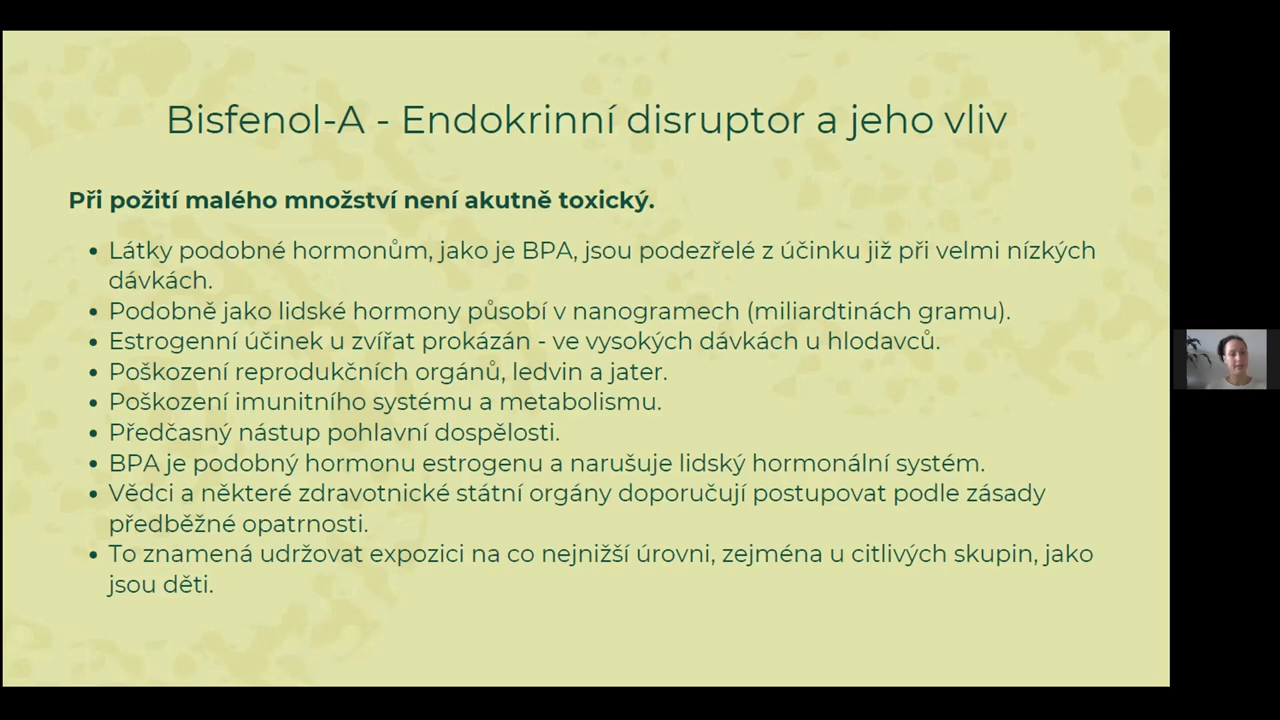 Bisfenol-A - Endokrinní disruptor a jeho vliv
Při požití malého množství není akutně toxický.
• Látky podobné hormonům, jako je BPA, jsou podezřelé z účinku již při velmi nízkých
dávkách.
• Podobně jako lidské hormony působí v nanogramech (miliardtinách gramu).
• Estrogenní účinek u zvířat prokázán - ve vysokých dávkách u hlodavců.
• Poškození reprodukčních orgánů, ledvin a jater.
• Poškození imunitního systému a metabolismu.
• Předčasný nástup pohlavní dospělosti.
• BPA je podobný hormonu estrogenu a narušuje lidský hormonální systém.
• Vědci a některé zdravotnické státní orgány doporučují postupovat podle zásady
předběžné opatrnosti.
• To znamená udržovat expozici na co nejnižší úrovni, zejména u citlivých skupin, jako
jsou děti.